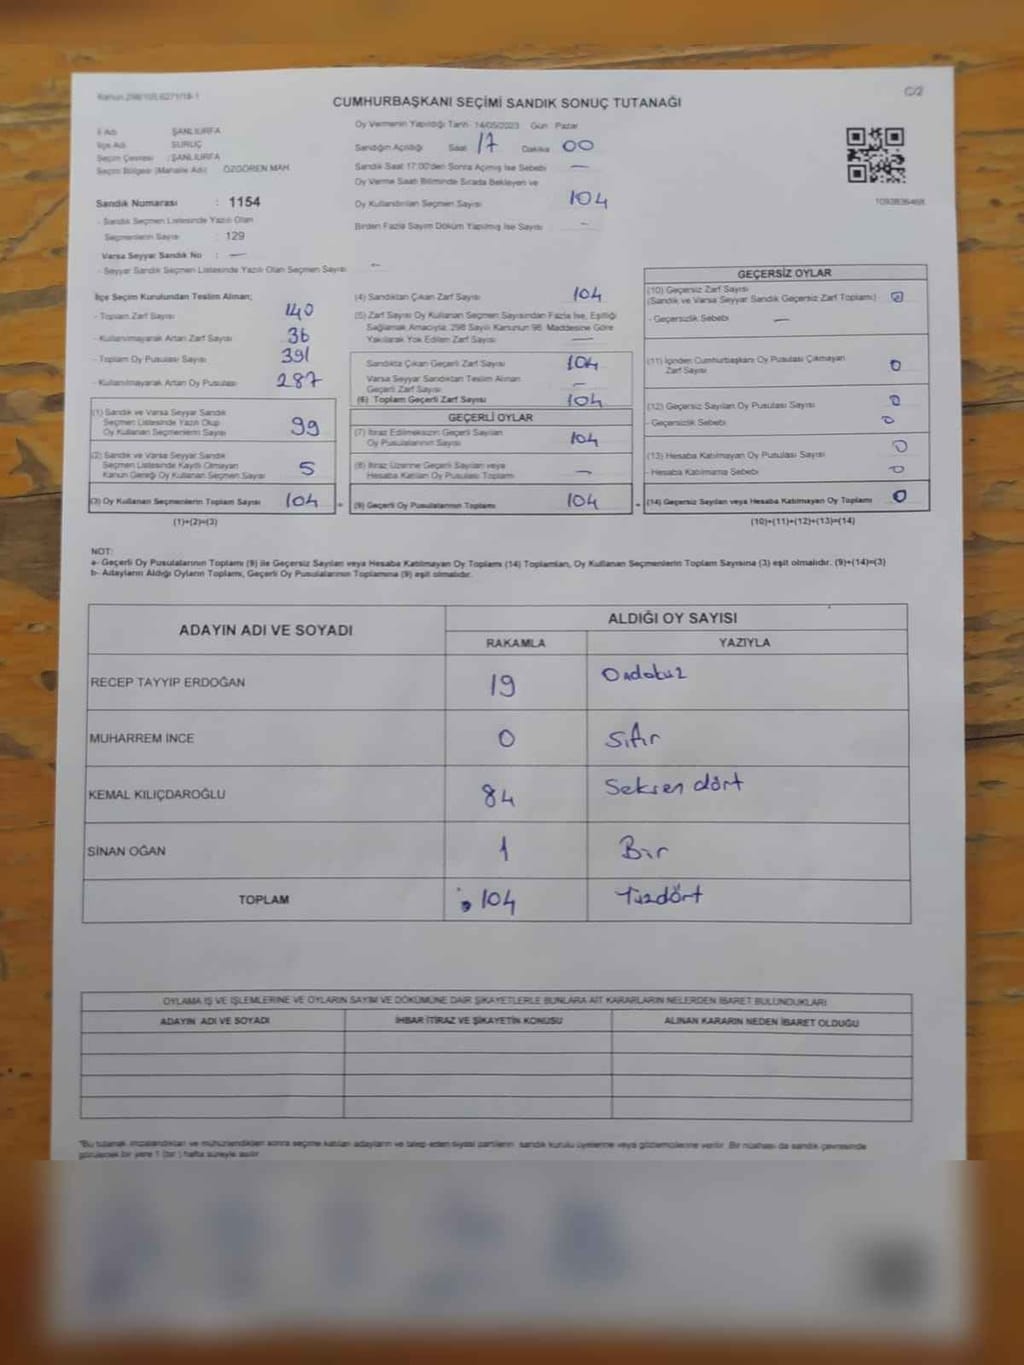 C/2
CUMHURBAŞKANI SEÇİMİ SANDIK SONUÇ TUTANAĞI
İl Adı : ŞANLIURFA
İlçe Adı : SURUÇ
Seçim Çevresi : ŞANLIURFA
Seçim Bölgesi (Mahalle Adı) ÖZGÖREN MAH.
Sandık Numarası : 1154
- Sandık Seçmen Listesinde Yazılı Olan
Seçmenlerin Sayısı : 129
Varsa Seyyar Sandık No : —
- Seyyar Sandık Seçmen Listesinde Yazılı Olan Seçmen Sayısı —
Oy Vermenin Yapıldığı Tarih 14/05/2023 Gün Pazar
Sandığın Açıldığı Saat 17 Dakika 00
Sandık Saat 17:00'den Sonra Açılmış İse Sebebi —
Oy Verme Saati Bitiminde Sırada Bekleyen ve
Oy Kullandırılan Seçmen Sayısı 104
Birden Fazla Sayım Döküm Yapılmış İse Sayısı —
1093836468
İlçe Seçim Kurulundan Teslim Alınan;
- Toplam Zarf Sayısı 140
- Kullanılmayarak Artan Zarf Sayısı 36
- Toplam Oy Pusulası Sayısı 391
- Kullanılmayarak Artan Oy Pusulası 287
(1) Sandık ve Varsa Seyyar Sandık
Seçmen Listesinde Yazılı Olup
Oy Kullanan Seçmenlerin Sayısı 99
(2) Sandık ve Varsa Seyyar Sandık
Seçmen Listesinde Kayıtlı Olmayan
Kanun Gereği Oy Kullanan Seçmen Sayısı 5
(3) Oy Kullanan Seçmenlerin Toplam Sayısı 104
(1)+(2)=(3)
(4) Sandıktan Çıkan Zarf Sayısı 104
(5) Zarf Sayısı Oy Kullanan Seçmen Sayısından Fazla İse, Eşitliği
Sağlamak Amacıyla, 298 Sayılı Kanunun 98. Maddesine Göre
Yakılarak Yok Edilen Zarf Sayısı —
Sandıkta Çıkan Geçerli Zarf Sayısı 104
Varsa Seyyar Sandıktan Teslim Alınan
Geçerli Zarf Sayısı —
(6) Toplam Geçerli Zarf Sayısı 104
GEÇERLİ OYLAR
(7) İtiraz Edilmeksizin Geçerli Sayılan
Oy Pusulalarının Sayısı 104
(8) İtiraz Üzerine Geçerli Sayılan veya
Hesaba Katılan Oy Pusulası Toplamı —
(9) Geçerli Oy Pusulalarının Toplamı 104
GEÇERSİZ OYLAR
(10) Geçersiz Zarf Sayısı
(Sandık ve Varsa Seyyar Sandık Geçersiz Zarf Toplamı) 0
- Geçersizlik Sebebi —
(11) İçinden Cumhurbaşkanı Oy Pusulası Çıkmayan
Zarf Sayısı 0
(12) Geçersiz Sayılan Oy Pusulası Sayısı 0
- Geçersizlik Sebebi 0
(13) Hesaba Katılmayan Oy Pusulası Sayısı 0
- Hesaba Katılmama Sebebi 0
(14) Geçersiz Sayılan veya Hesaba Katılmayan Oy Toplamı 0
(10)+(11)+(12)+(13)=(14)
NOT:
a- Geçerli Oy Pusulalarının Toplamı (9) ile Geçersiz Sayılan veya Hesaba Katılmayan Oy Toplamı (14) Toplamları, Oy Kullanan Seçmenlerin Toplam Sayısına (3) eşit olmalıdır. (9)+(14)=(3)
b- Adayların Aldığı Oyların Toplamı, Geçerli Oy Pusulalarının Toplamına (9) eşit olmalıdır.
ADAYIN ADI VE SOYADI ALDIĞI OY SAYISI
RAKAMLA YAZIYLA
RECEP TAYYIP ERDOĞAN 19 Ondokuz
MUHARREM İNCE 0 Sıfır
KEMAL KILIÇDAROĞLU 84 Seksen dört
SİNAN OĞAN 1 Bir
TOPLAM 104 Yüzdört
OYLAMA İŞ VE İŞLEMLERİNE VE OYLARIN SAYIM VE DÖKÜMÜNE DAİR ŞİKAYETLERLE BUNLARA AİT KARARLARIN NELERDEN İBARET BULUNDUKLARI
ADAYIN ADI VE SOYADI İHBAR İTİRAZ VE ŞİKAYETİN KONUSU ALINAN KARARIN NEDEN İBARET OLDUĞU
*Bu tutanak imzalandıktan ve mühürlendikten sonra seçime katılan adayların ve talep eden siyasi partilerin sandık kurulu üyelerine veya gözlemcilerine verilir. Bir nüshası da sandık çevresinde
görülecek bir yere 1 (bir) hafta süreyle asılır.